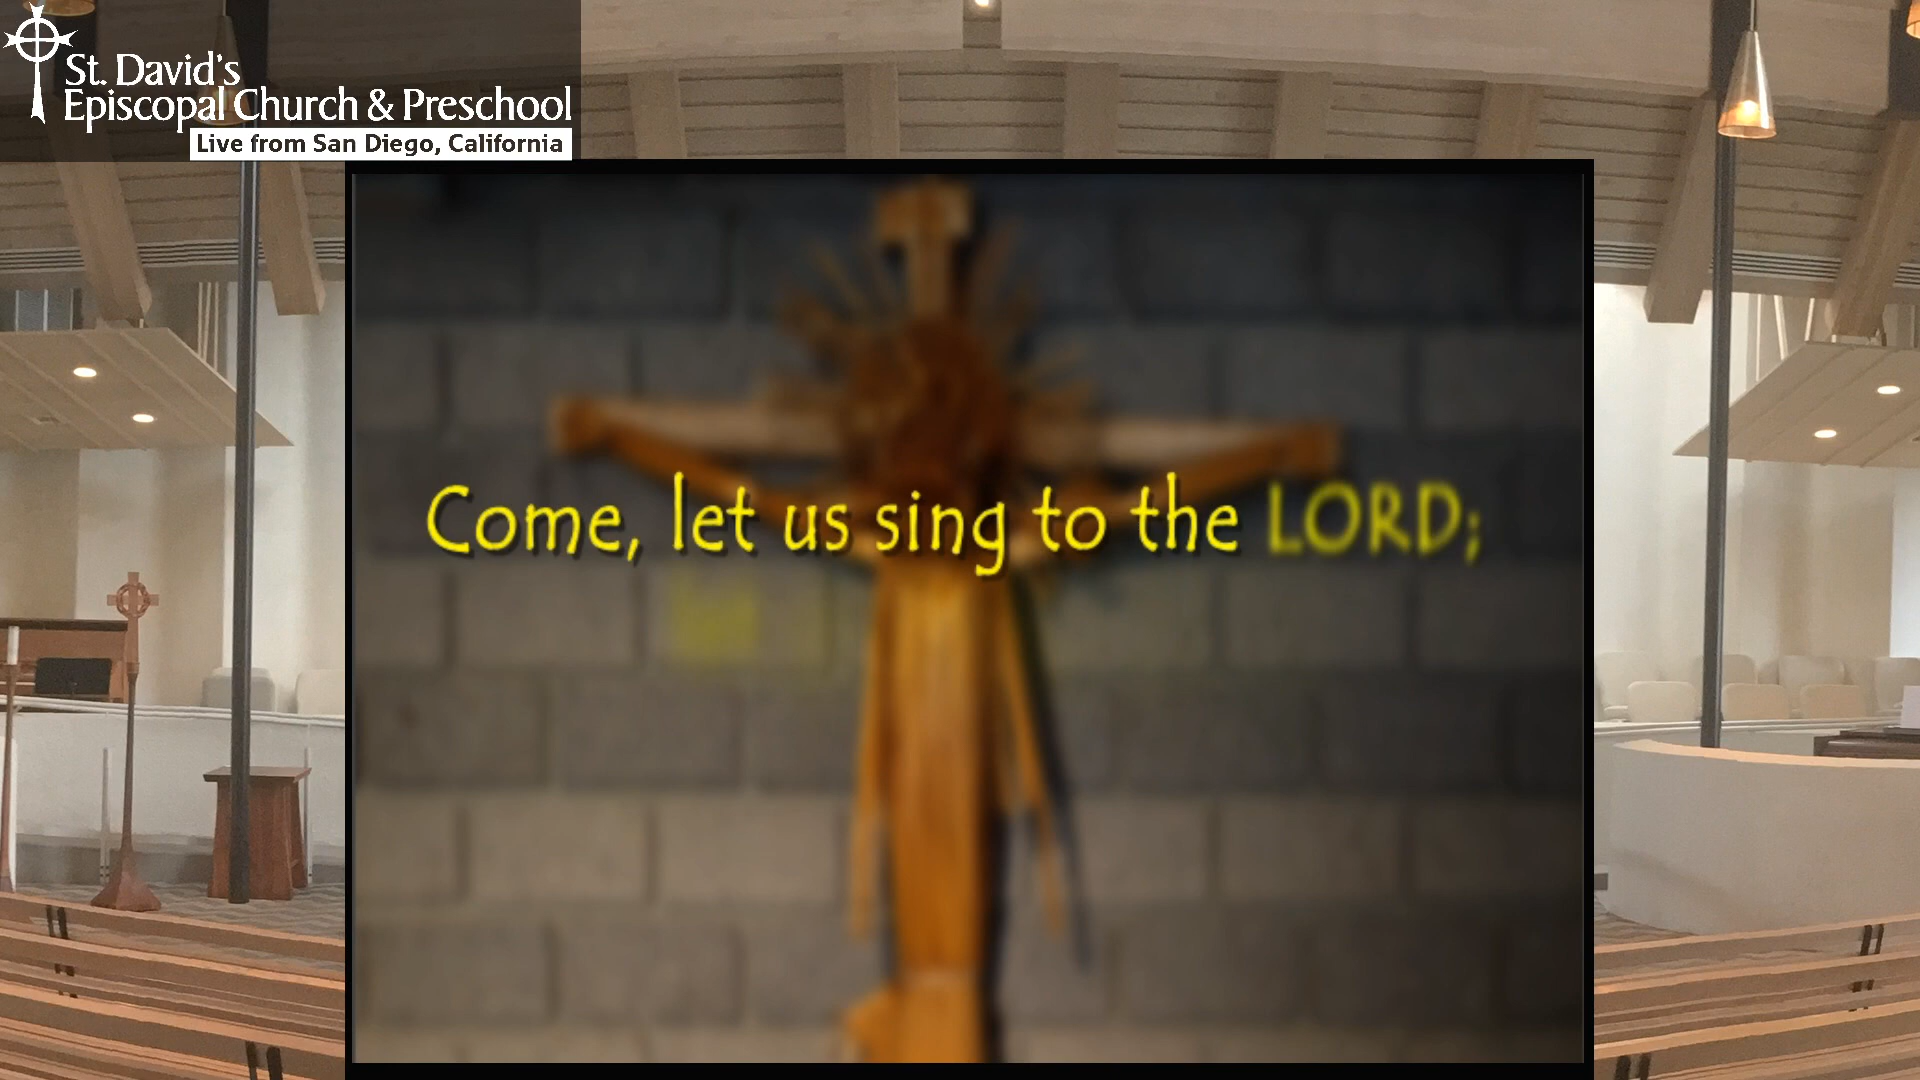 St. David's
Episcopal Church & Preschool
Live from San Diego, California
Come, let us sing to the LORD;